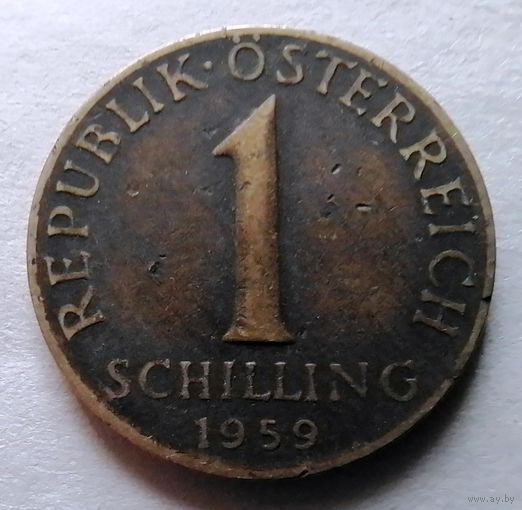 REPUBLIK · ÖSTERREICH
1
SCHILLING
1959
www.ay.by